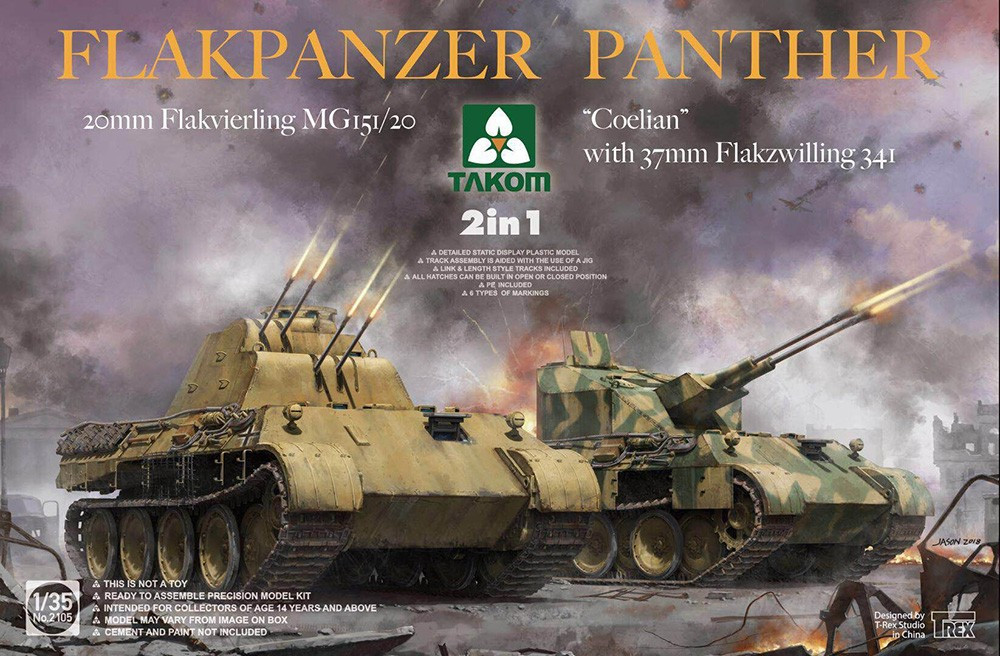 FLAKPANZER PANTHER
20mm Flakvierling MG151/20
"Coelian"
with 37mm Flakzwilling 341
TAKOM
2in1
DETAILED STATIC DISPLAY PLASTIC MODEL
TRACK ASSEMBLY IS AIDED WITH THE USE OF A JIG
LINK & LENGTH STYLE TRACKS INCLUDED
ALL HATCHES CAN BE BUILT IN OPEN OR CLOSED POSITION
PE INCLUDED
6 TYPES OF MARKINGS
JASON 2018
1/35
No.2105
THIS IS NOT A TOY
READY TO ASSEMBLE PRECISION MODEL KIT
INTENDED FOR COLLECTORS OF AGE 14 YEARS AND ABOVE
MODEL MAY VARY FROM IMAGE ON BOX
CEMENT AND PAINT NOT INCLUDED
Designed by
T-Rex Studio
in China
T-REX